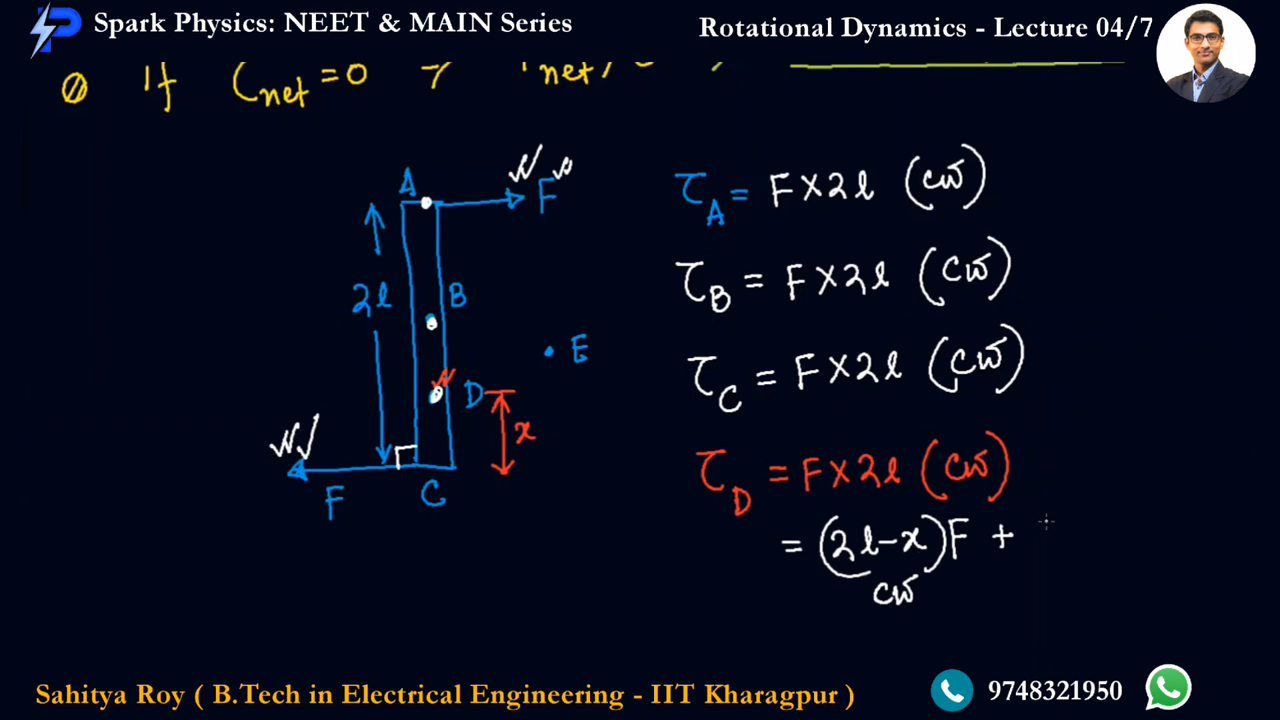 Spark Physics: NEET & MAIN Series
Rotational Dynamics - Lecture 04/7
If τnet = 0
A
F
2l
B
E
D
x
F
C
τA = F×2l (cw)
τB = F×2l (cw)
τC = F×2l (cw)
τD = F×2l (cw)
= (2l-x)F +
cw
Sahitya Roy ( B.Tech in Electrical Engineering - IIT Kharagpur )
9748321950